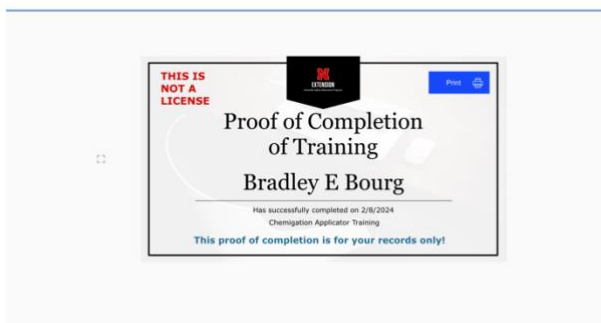 THIS IS
NOT A
LICENSE
EXTENSION
Print
Proof of Completion
of Training
Bradley E Bourg
Has successfully completed on 2/8/2024
Chemigation Applicator Training
This proof of completion is for your records only!